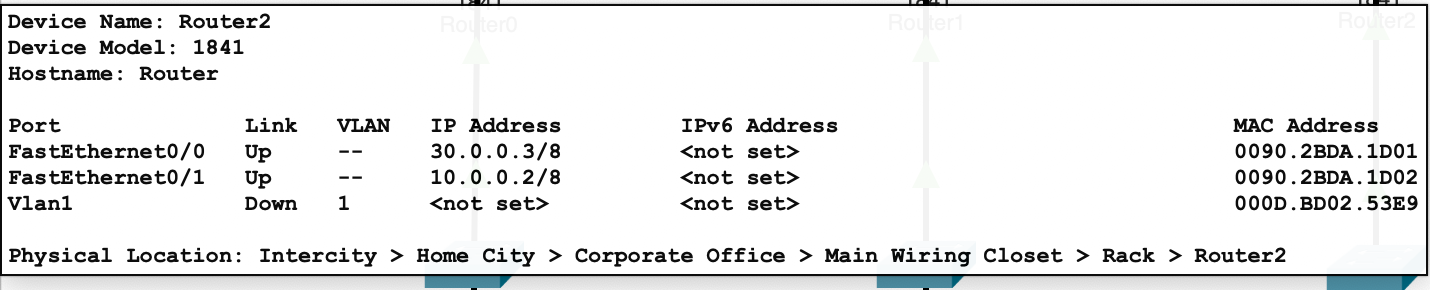 Router0 Router1 Router2
Device Name: Router2
Device Model: 1841
Hostname: Router
Port Link VLAN IP Address IPv6 Address MAC Address
FastEthernet0/0 Up -- 30.0.0.3/8 <not set> 0090.2BDA.1D01
FastEthernet0/1 Up -- 10.0.0.2/8 <not set> 0090.2BDA.1D02
Vlan1 Down 1 <not set> <not set> 000D.BD02.53E9
Physical Location: Intercity > Home City > Corporate Office > Main Wiring Closet > Rack > Router2